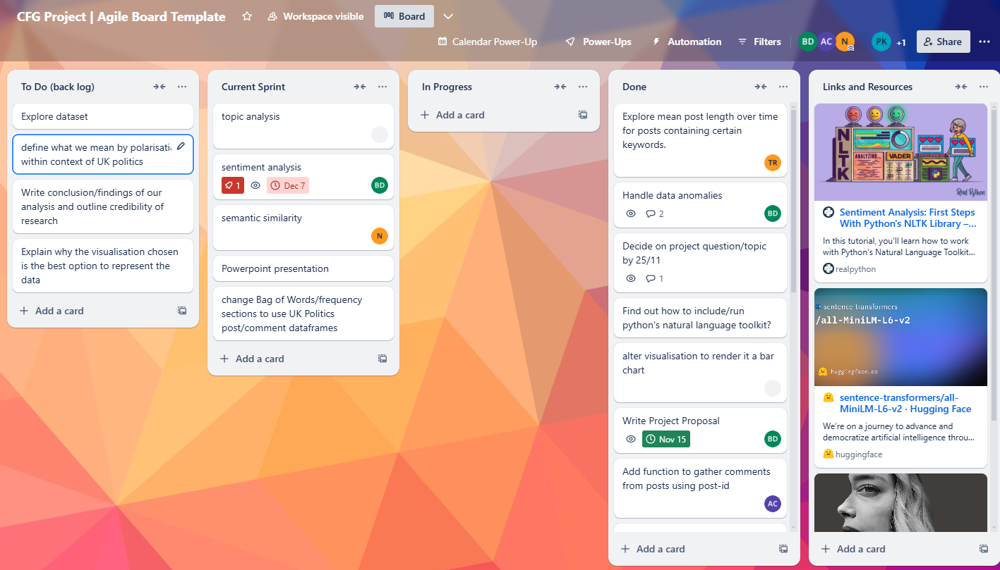 CFG Project | Agile Board Template
Workspace visible
Board
Calendar Power-Up
Power-Ups
Automation
Filters
BD
AC
N
PK
+1
Share
To Do (back log)
Explore dataset
define what we mean by polarisati
within context of UK politics
Write conclusion/findings of our
analysis and outline credibility of
research
Explain why the visualisation chosen
is the best option to represent the
data
Add a card
Current Sprint
topic analysis
sentiment analysis
1
Dec 7
BD
semantic similarity
N
Powerpoint presentation
change Bag of Words/frequency
sections to use UK Politics
post/comment dataframes
Add a card
In Progress
Add a card
Done
Explore mean post length over time
for posts containing certain
keywords.
TR
Handle data anomalies
2
BD
Decide on project question/topic
by 25/11
1
Find out how to include/run
python's natural language toolkit?
alter visualisation to render it a bar
chart
Write Project Proposal
Nov 15
BD
Add function to gather comments
from posts using post-id
AC
Add a card
Links and Resources
NLTK
ANALYZING...
VADER
Real Python
Sentiment Analysis: First Steps
With Python's NLTK Library –...
In this tutorial, you'll learn how to work
with Python's Natural Language Toolkit...
realpython
sentence-transformers
/all-MiniLM-L6-v2
huggingface.co
sentence-transformers/all-
MiniLM-L6-v2 · Hugging Face
We're on a journey to advance and
democratize artificial intelligence throu...
huggingface
Add a card